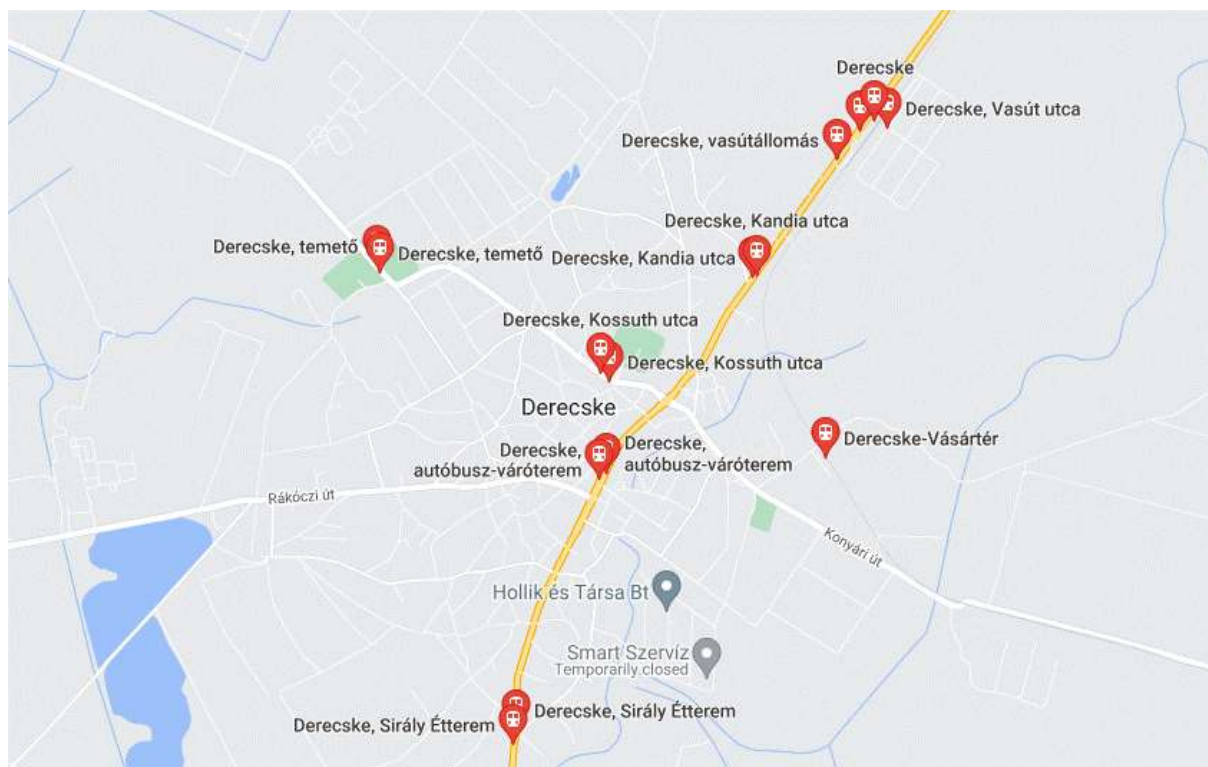 Derecske
Derecske, Vasút utca
Derecske, vasútállomás
Derecske, Kandia utca
Derecske, temető
Derecske, temető
Derecske, Kandia utca
Derecske, Kossuth utca
Derecske, Kossuth utca
Derecske
Derecske-Vásártér
Derecske,
autóbusz-váróterem
Derecske,
autóbusz-váróterem
Rákóczi út
Konyári út
Hollik és Társa Bt
Smart Szervíz
Temporarily closed
Derecske, Sirály Étterem
Derecske, Sirály Étterem